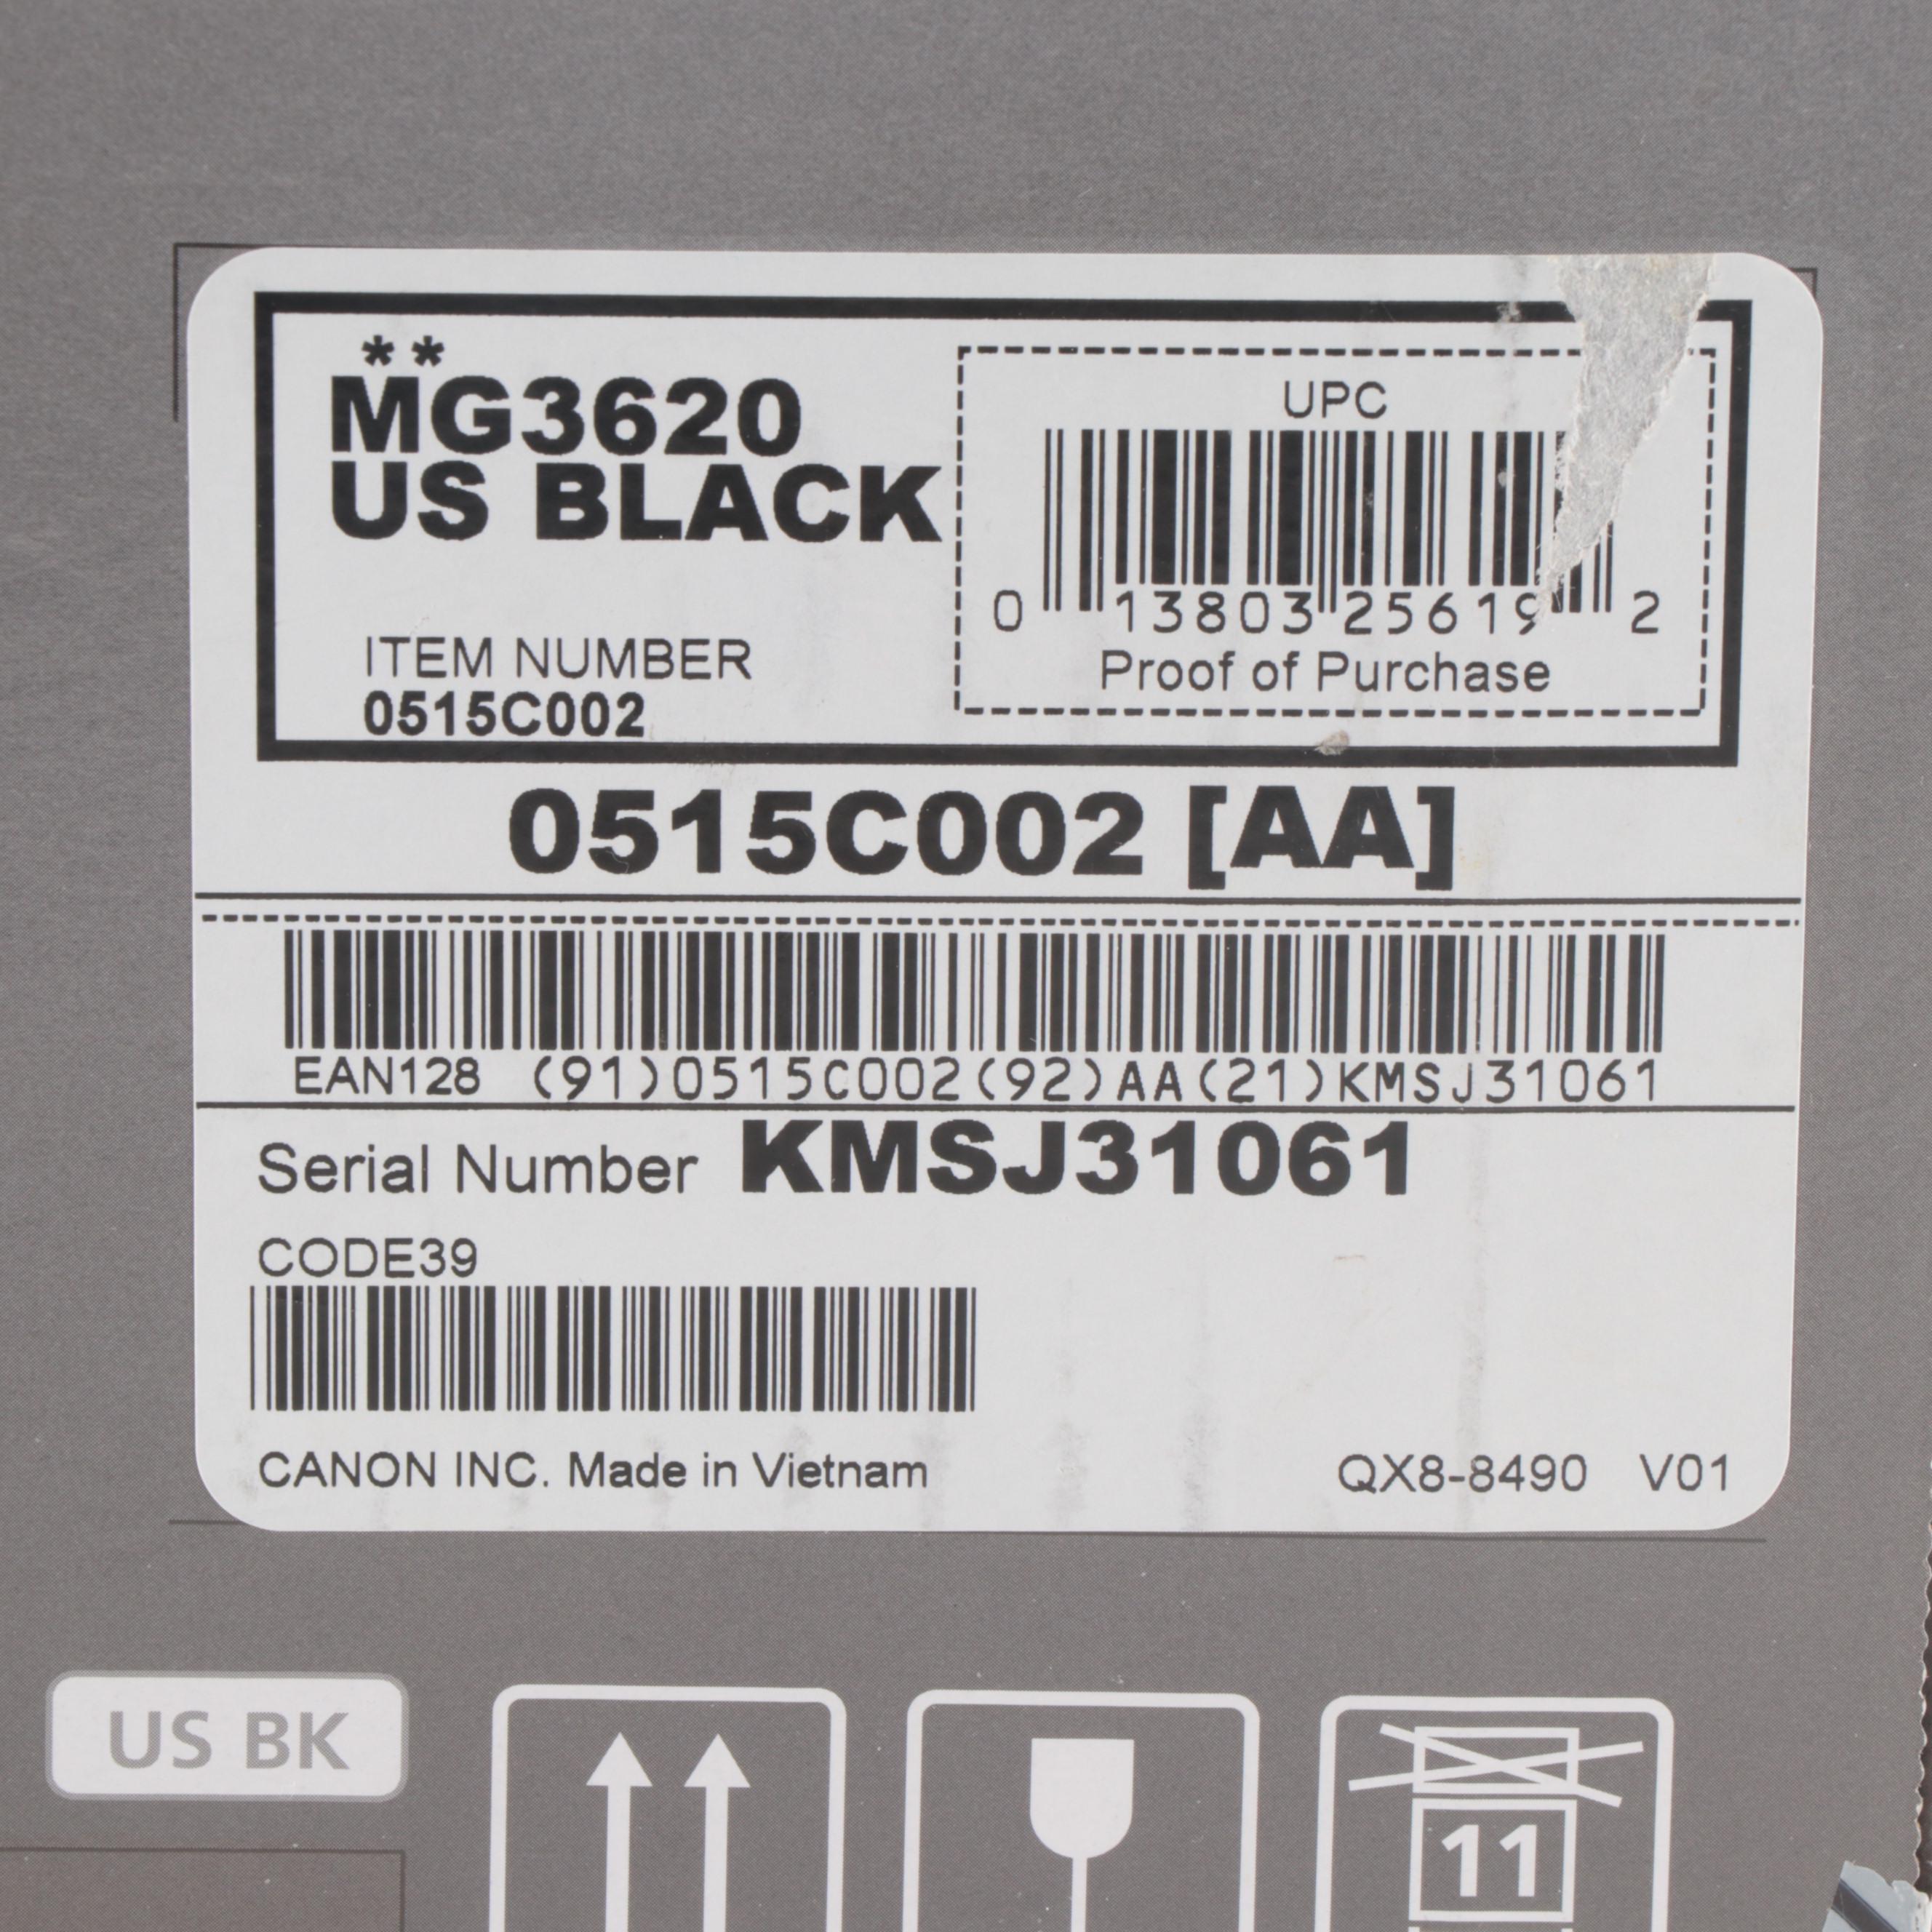 **
MG3620
US BLACK
ITEM NUMBER
0515C002
UPC
0 13803 25619 2
Proof of Purchase
0515C002 [AA]
EAN128 (91)0515C002(92)AA(21)KMSJ31061
Serial Number KMSJ31061
CODE39
CANON INC. Made in Vietnam QX8-8490 V01
US BK
11